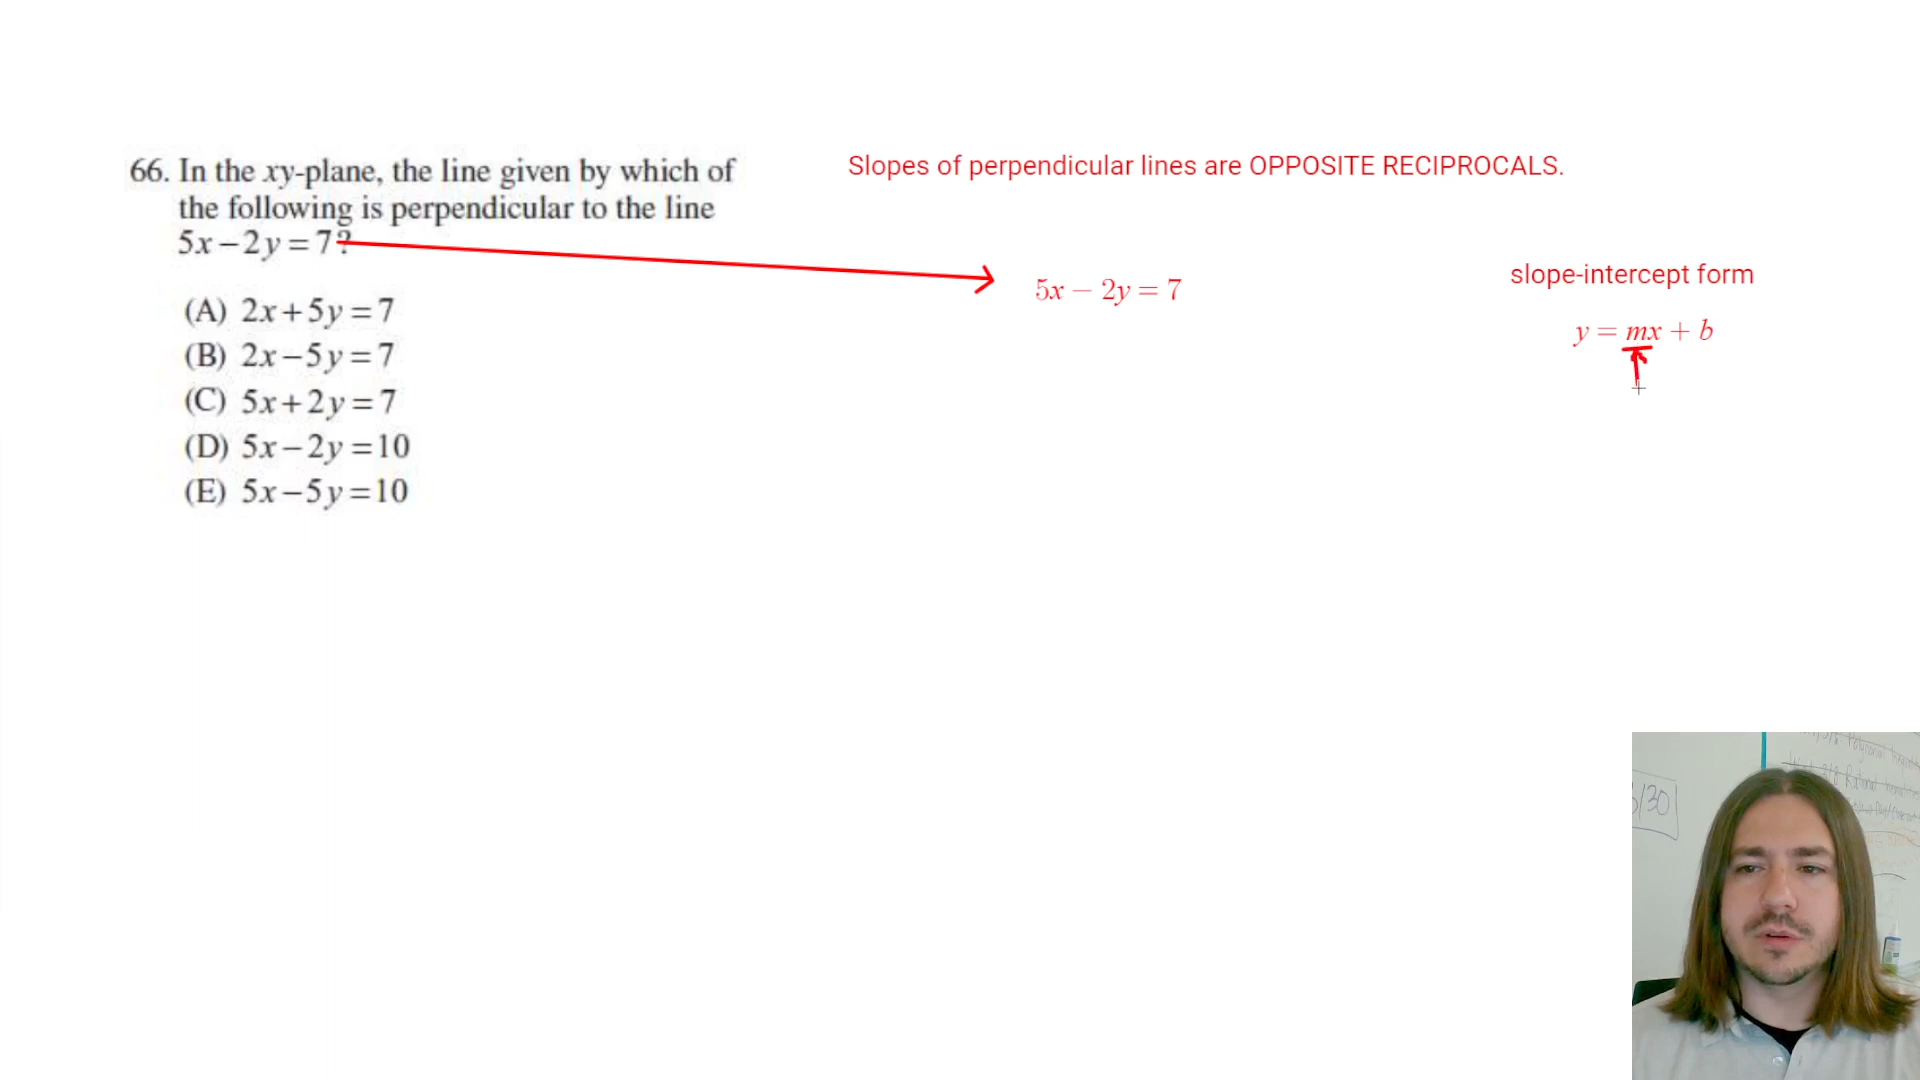 66. In the xy-plane, the line given by which of
the following is perpendicular to the line
5x – 2y = 7?
(A) 2x + 5y = 7
(B) 2x – 5y = 7
(C) 5x + 2y = 7
(D) 5x – 2y = 10
(E) 5x – 5y = 10
Slopes of perpendicular lines are OPPOSITE RECIPROCALS.
5x − 2y = 7
slope-intercept form
y = mx + b
/30